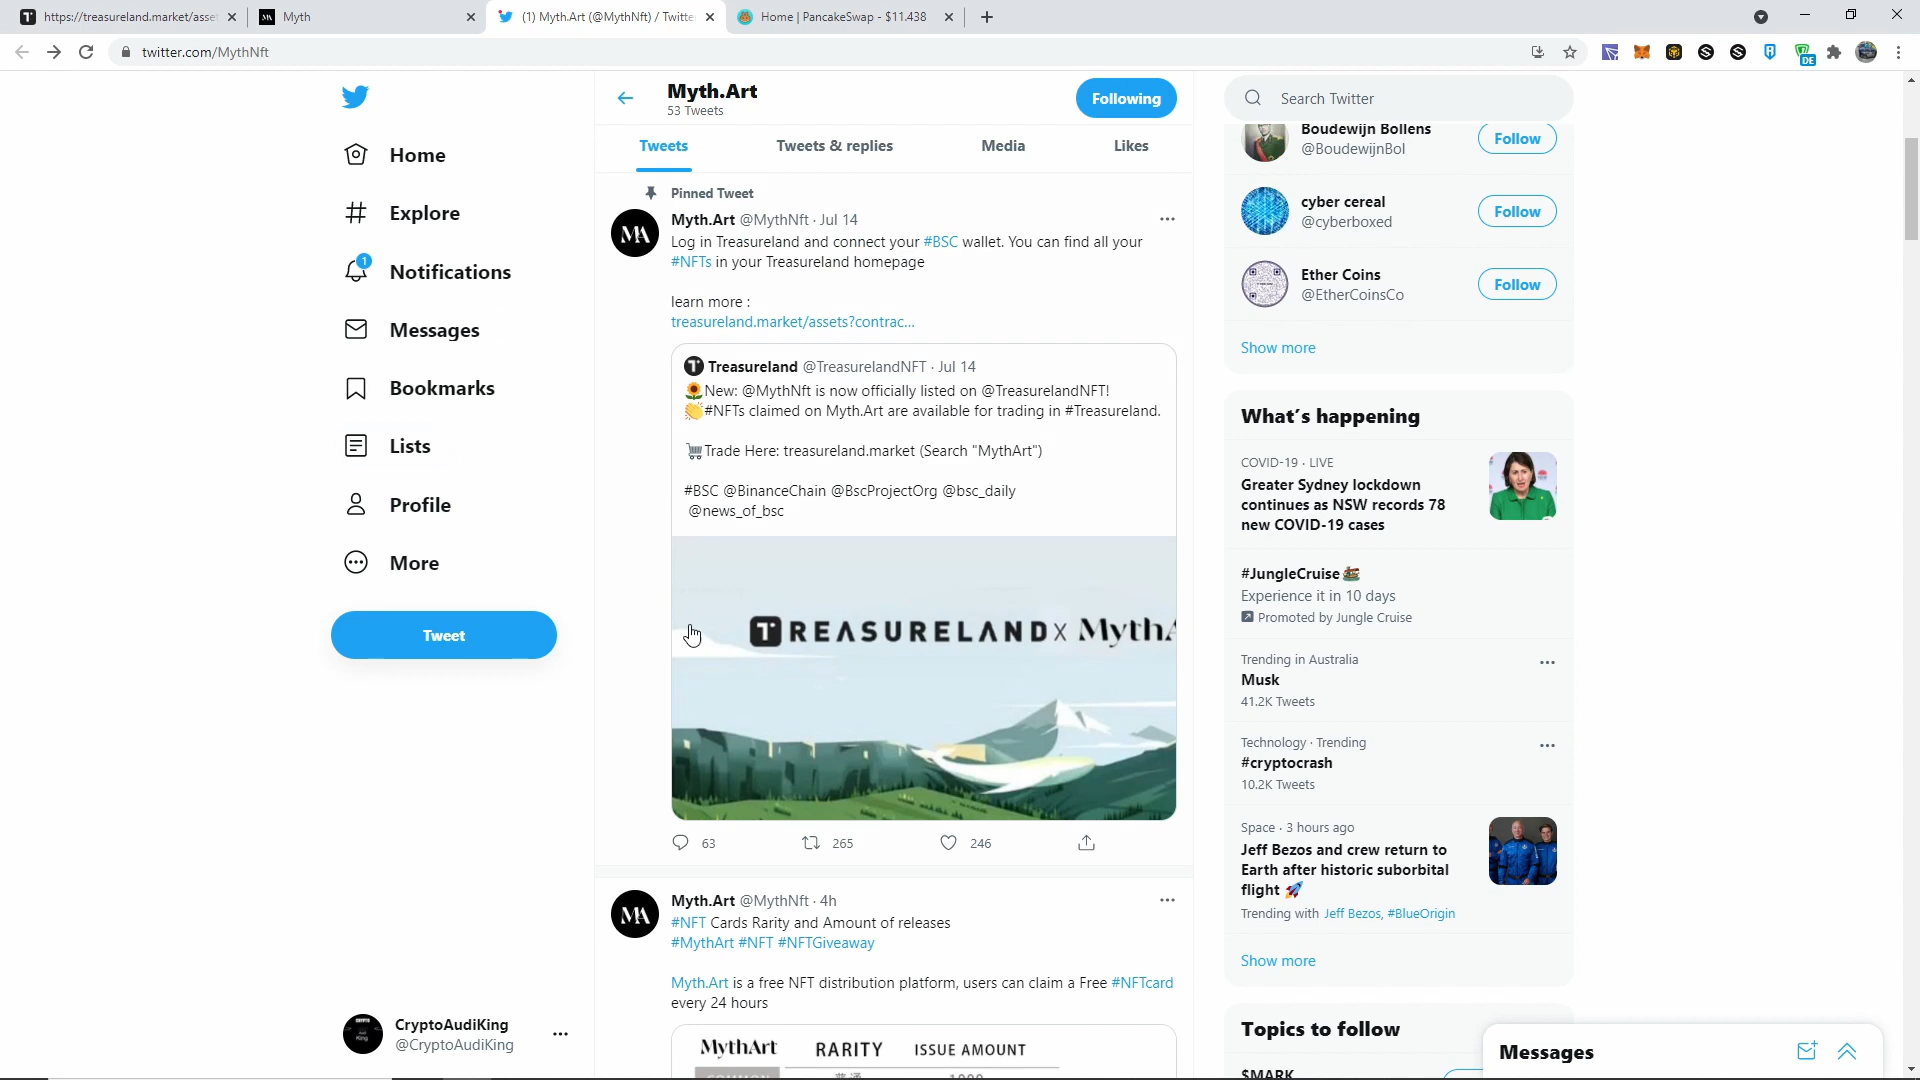 https://treasureland.market/asse
Myth
(1) Myth.Art (@MythNft) / Twitte
Home | PancakeSwap - $11.438
twitter.com/MythNft
DE
Home
Explore
1
Notifications
Messages
Bookmarks
Lists
Profile
More
Tweet
CryptoAudiKing
@CryptoAudiKing
Myth.Art
53 Tweets
Following
Tweets
Tweets & replies
Media
Likes
Pinned Tweet
MA
Myth.Art @MythNft · Jul 14
Log in Treasureland and connect your #BSC wallet. You can find all your
#NFTs in your Treasureland homepage
learn more :
treasureland.market/assets?contrac...
Treasureland @TreasurelandNFT · Jul 14
🌻New: @MythNft is now officially listed on @TreasurelandNFT!
👏#NFTs claimed on Myth.Art are available for trading in #Treasureland.
🛒Trade Here: treasureland.market (Search "MythArt")
#BSC @BinanceChain @BscProjectOrg @bsc_daily
@news_of_bsc
TREASURELAND x MythA
63
265
246
MA
Myth.Art @MythNft · 4h
#NFT Cards Rarity and Amount of releases
#MythArt #NFT #NFTGiveaway
Myth.Art is a free NFT distribution platform, users can claim a Free #NFTcard
every 24 hours
MythArt RARITY ISSUE AMOUNT
COMMON 普通 1000
Search Twitter
Boudewijn Bollens
@BoudewijnBol
Follow
cyber cereal
@cyberboxed
Follow
Ether Coins
@EtherCoinsCo
Follow
Show more
What's happening
COVID-19 · LIVE
Greater Sydney lockdown
continues as NSW records 78
new COVID-19 cases
#JungleCruise
Experience it in 10 days
Promoted by Jungle Cruise
Trending in Australia
Musk
41.2K Tweets
Technology · Trending
#cryptocrash
10.2K Tweets
Space · 3 hours ago
Jeff Bezos and crew return to
Earth after historic suborbital
flight 🚀
Trending with Jeff Bezos, #BlueOrigin
Show more
Topics to follow
$MARK
Messages